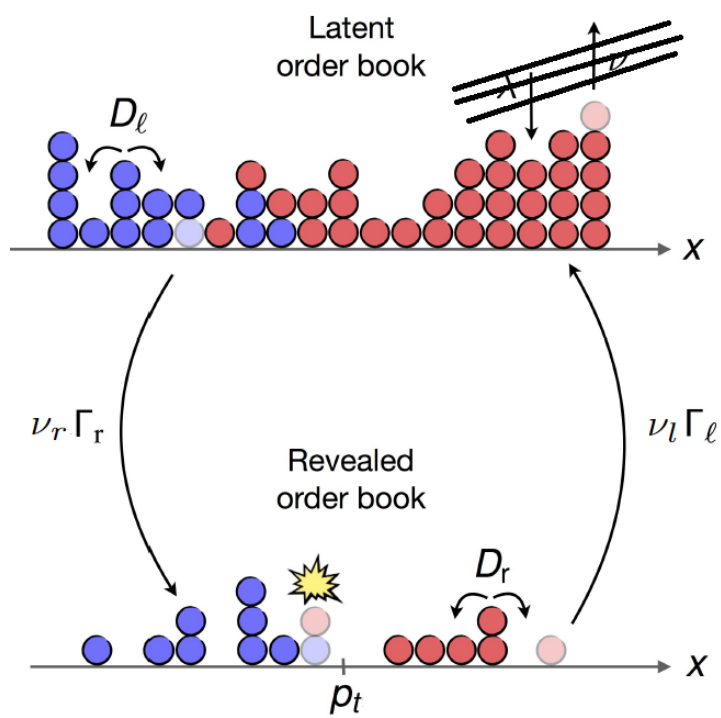 Latent
order book
D_ℓ
x
ν_r Γ_r
ν_l Γ_ℓ
Revealed
order book
D_r
x
p_t